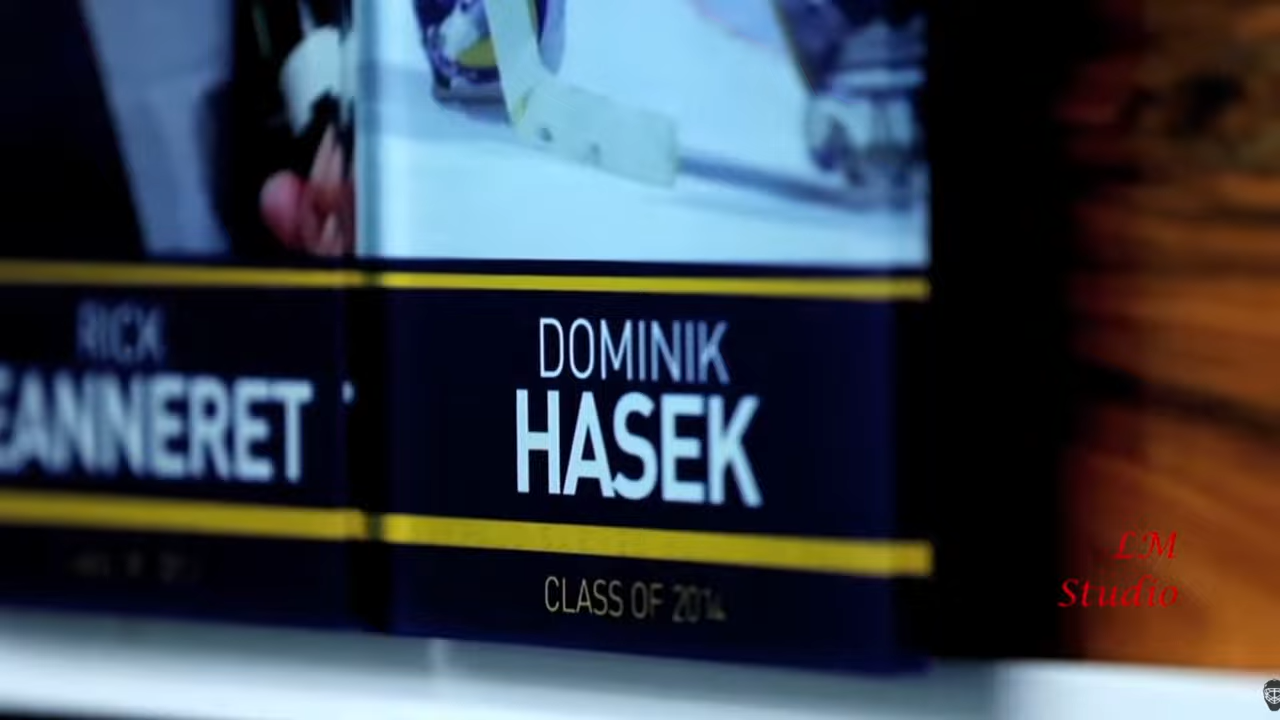 RICK
EANNERET
DOMINIK
HASEK
CLASS OF 2014
LM
Studio